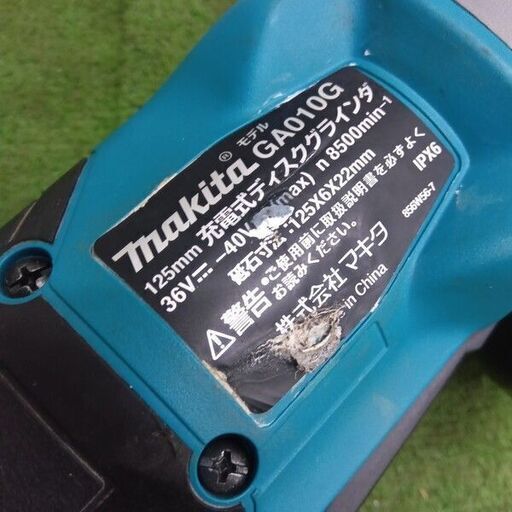 makita® モデル GA010G
125mm 充電式ディスクグラインダ
36V⎓ -40V max) n 8500min⁻¹
砥石寸法:125X6X22mm
警告 ●ご使用前に取扱説明書を必ずよく IPX6
お読みください。
株式会社 マキタ 858W56-7
in China